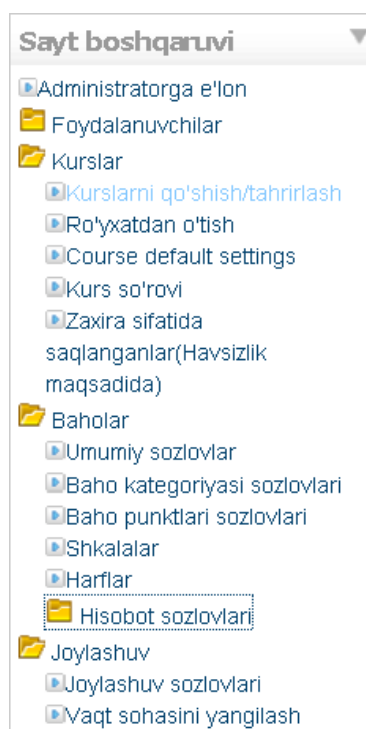 Sayt boshqaruvi
Administratorga e'lon
Foydalanuvchilar
Kurslar
Kurslarni qo'shish/tahrirlash
Ro'yxatdan o'tish
Course default settings
Kurs so'rovi
Zaxira sifatida
saqlanganlar(Havsizlik
maqsadida)
Baholar
Umumiy sozlovlar
Baho kategoriyasi sozlovlari
Baho punktlari sozlovlari
Shkalalar
Harflar
Hisobot sozlovlari
Joylashuv
Joylashuv sozlovlari
Vaqt sohasini yangilash